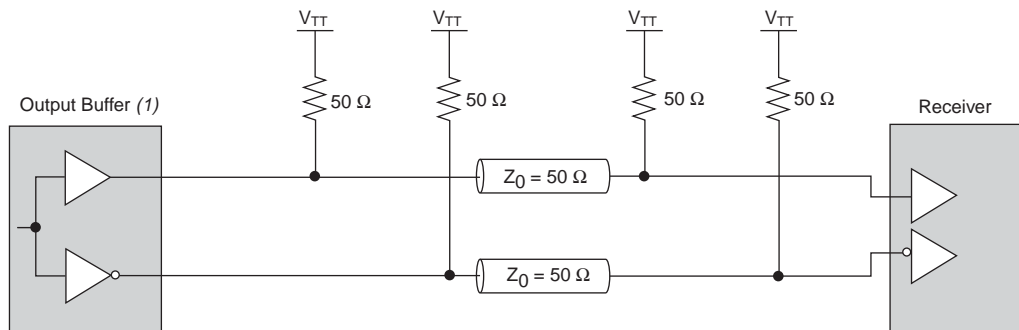 V_TT V_TT V_TT V_TT
50 Ω 50 Ω 50 Ω 50 Ω
Output Buffer (1)
Receiver
Z_0 = 50 Ω
Z_0 = 50 Ω